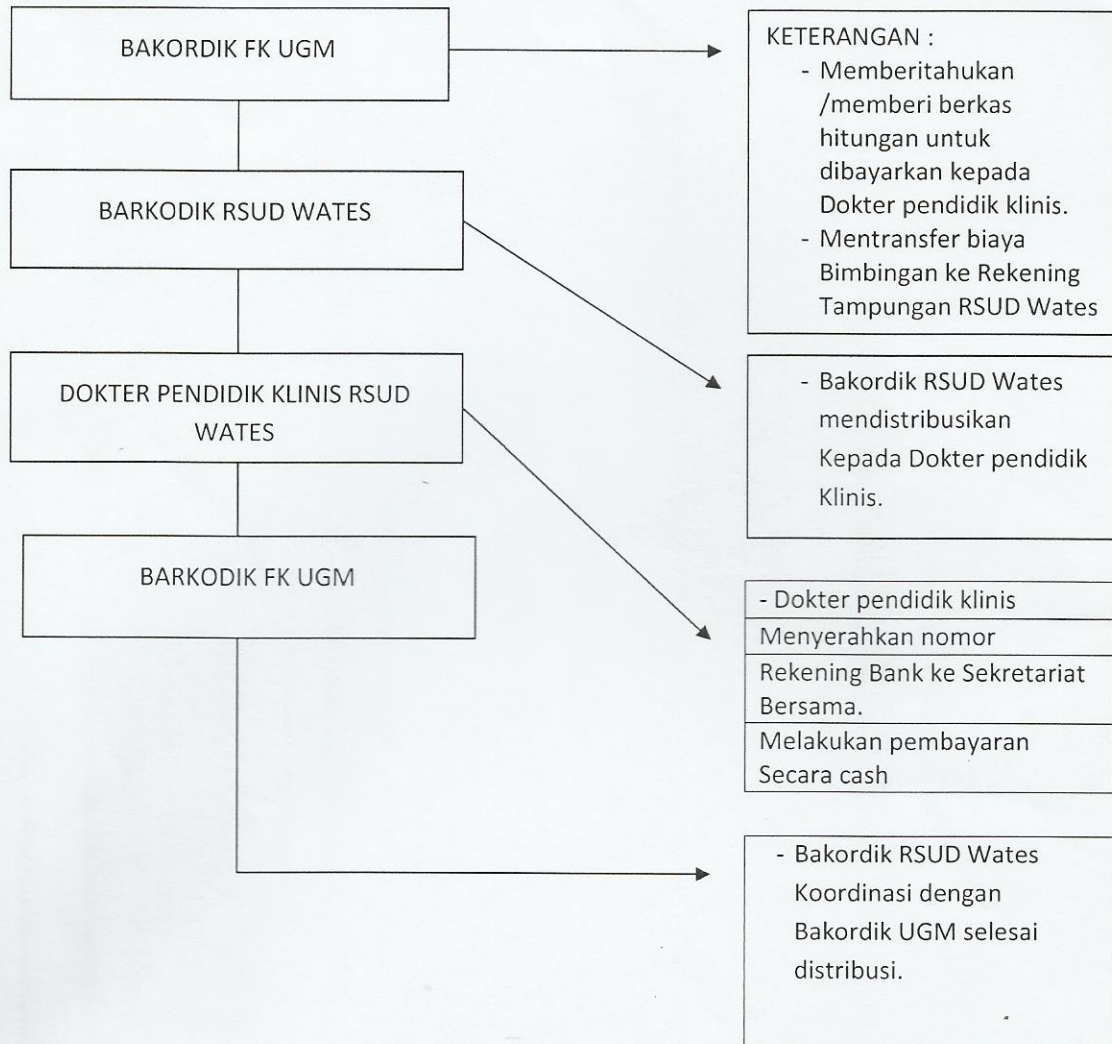 BAKORDIK FK UGM
KETERANGAN :
- Memberitahukan
/memberi berkas
hitungan untuk
dibayarkan kepada
Dokter pendidik klinis.
- Mentransfer biaya
Bimbingan ke Rekening
Tampungan RSUD Wates
BARKODIK RSUD WATES
- Bakordik RSUD Wates
mendistribusikan
Kepada Dokter pendidik
Klinis.
DOKTER PENDIDIK KLINIS RSUD
WATES
- Dokter pendidik klinis
Menyerahkan nomor
Rekening Bank ke Sekretariat
Bersama.
Melakukan pembayaran
Secara cash
BARKODIK FK UGM
- Bakordik RSUD Wates
Koordinasi dengan
Bakordik UGM selesai
distribusi.